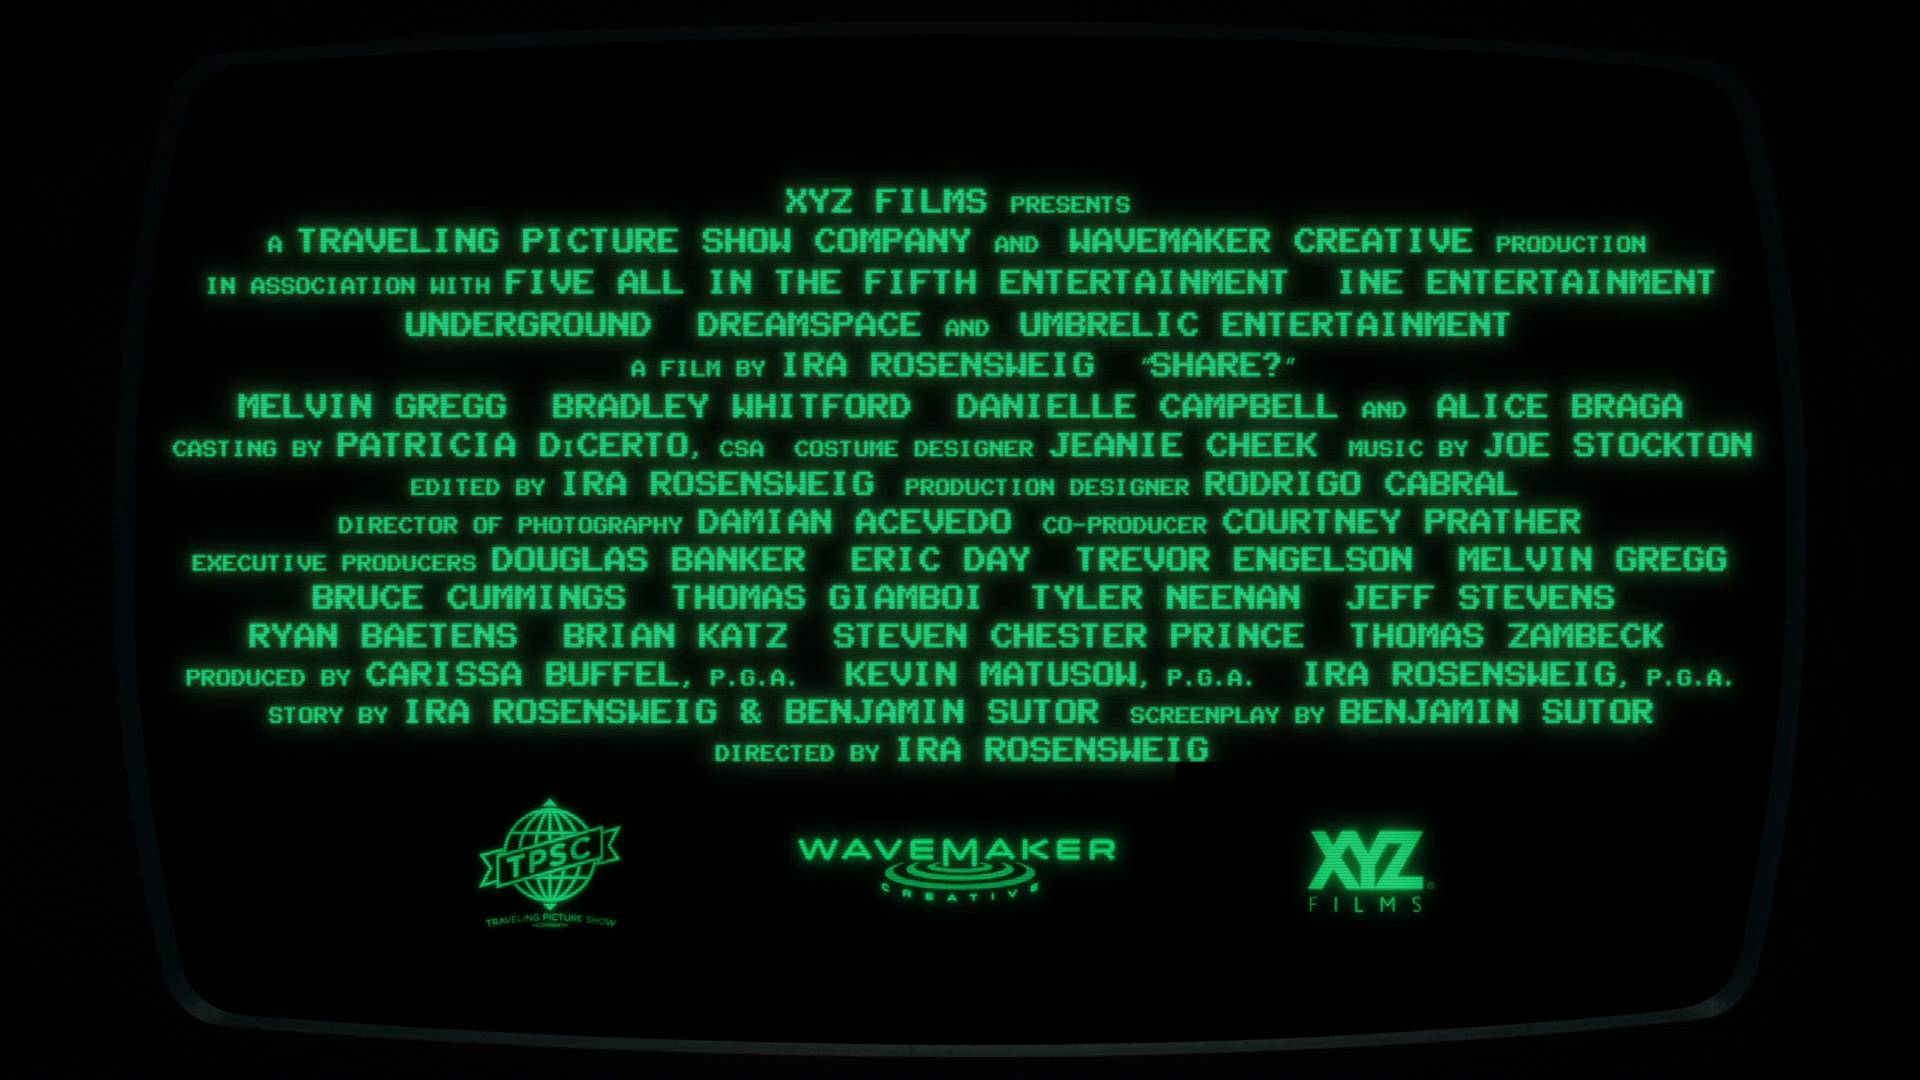 XYZ FILMS PRESENTS
A TRAVELING PICTURE SHOW COMPANY AND WAVEMAKER CREATIVE PRODUCTION
IN ASSOCIATION WITH FIVE ALL IN THE FIFTH ENTERTAINMENT INE ENTERTAINMENT
UNDERGROUND DREAMSPACE AND UMBRELIC ENTERTAINMENT
A FILM BY IRA ROSENSWEIG "SHARE?"
MELVIN GREGG BRADLEY WHITFORD DANIELLE CAMPBELL AND ALICE BRAGA
CASTING BY PATRICIA DiCERTO, CSA COSTUME DESIGNER JEANIE CHEEK MUSIC BY JOE STOCKTON
EDITED BY IRA ROSENSWEIG PRODUCTION DESIGNER RODRIGO CABRAL
DIRECTOR OF PHOTOGRAPHY DAMIAN ACEVEDO CO-PRODUCER COURTNEY PRATHER
EXECUTIVE PRODUCERS DOUGLAS BANKER ERIC DAY TREVOR ENGELSON MELVIN GREGG
BRUCE CUMMINGS THOMAS GIAMBOI TYLER NEENAN JEFF STEVENS
RYAN BAETENS BRIAN KATZ STEVEN CHESTER PRINCE THOMAS ZAMBECK
PRODUCED BY CARISSA BUFFEL, P.G.A. KEVIN MATUSOW, P.G.A. IRA ROSENSWEIG, P.G.A.
STORY BY IRA ROSENSWEIG & BENJAMIN SUTOR SCREENPLAY BY BENJAMIN SUTOR
DIRECTED BY IRA ROSENSWEIG
TPSC
TRAVELING PICTURE SHOW
COMPANY
WAVEMAKER
CREATIVE
XYZ
FILMS